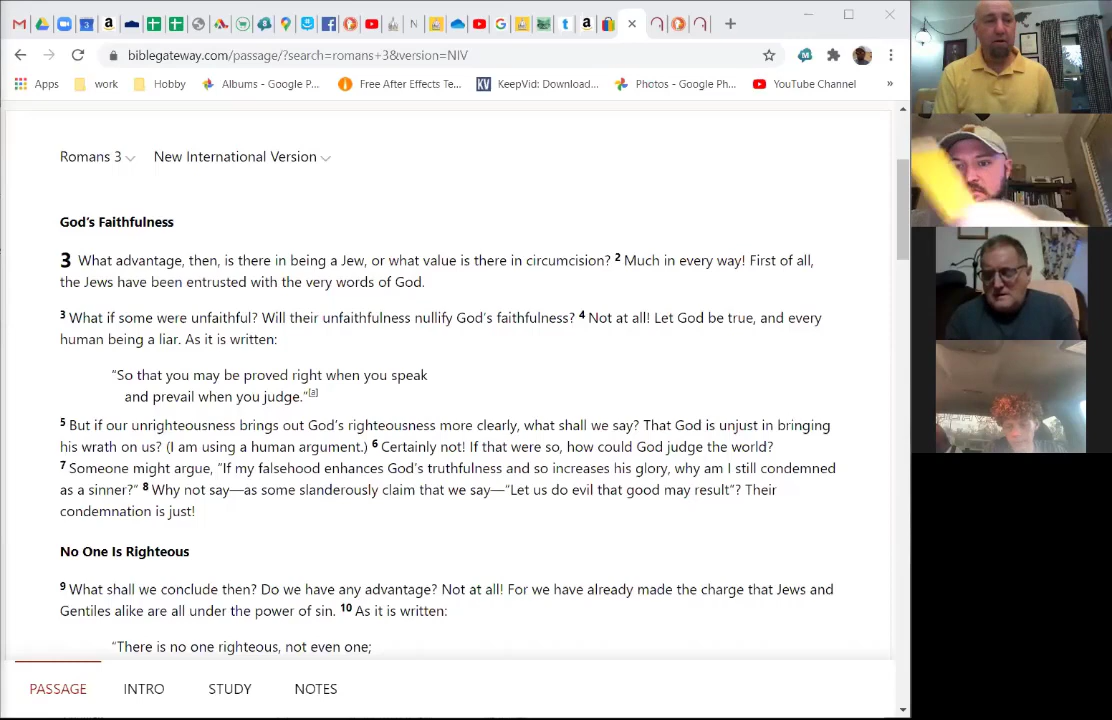 biblegateway.com/passage/?search=romans+3&version=NIV
Apps work Hobby Albums - Google P... Free After Effects Te... KeepVid: Download... Photos - Google Ph... YouTube Channel »
Romans 3 New International Version
God's Faithfulness
3 What advantage, then, is there in being a Jew, or what value is there in circumcision? 2 Much in every way! First of all,
the Jews have been entrusted with the very words of God.
3 What if some were unfaithful? Will their unfaithfulness nullify God's faithfulness? 4 Not at all! Let God be true, and every
human being a liar. As it is written:
“So that you may be proved right when you speak
and prevail when you judge.”[a]
5 But if our unrighteousness brings out God's righteousness more clearly, what shall we say? That God is unjust in bringing
his wrath on us? (I am using a human argument.) 6 Certainly not! If that were so, how could God judge the world?
7 Someone might argue, “If my falsehood enhances God's truthfulness and so increases his glory, why am I still condemned
as a sinner?” 8 Why not say—as some slanderously claim that we say—“Let us do evil that good may result”? Their
condemnation is just!
No One Is Righteous
9 What shall we conclude then? Do we have any advantage? Not at all! For we have already made the charge that Jews and
Gentiles alike are all under the power of sin. 10 As it is written:
“There is no one righteous, not even one;
PASSAGE INTRO STUDY NOTES